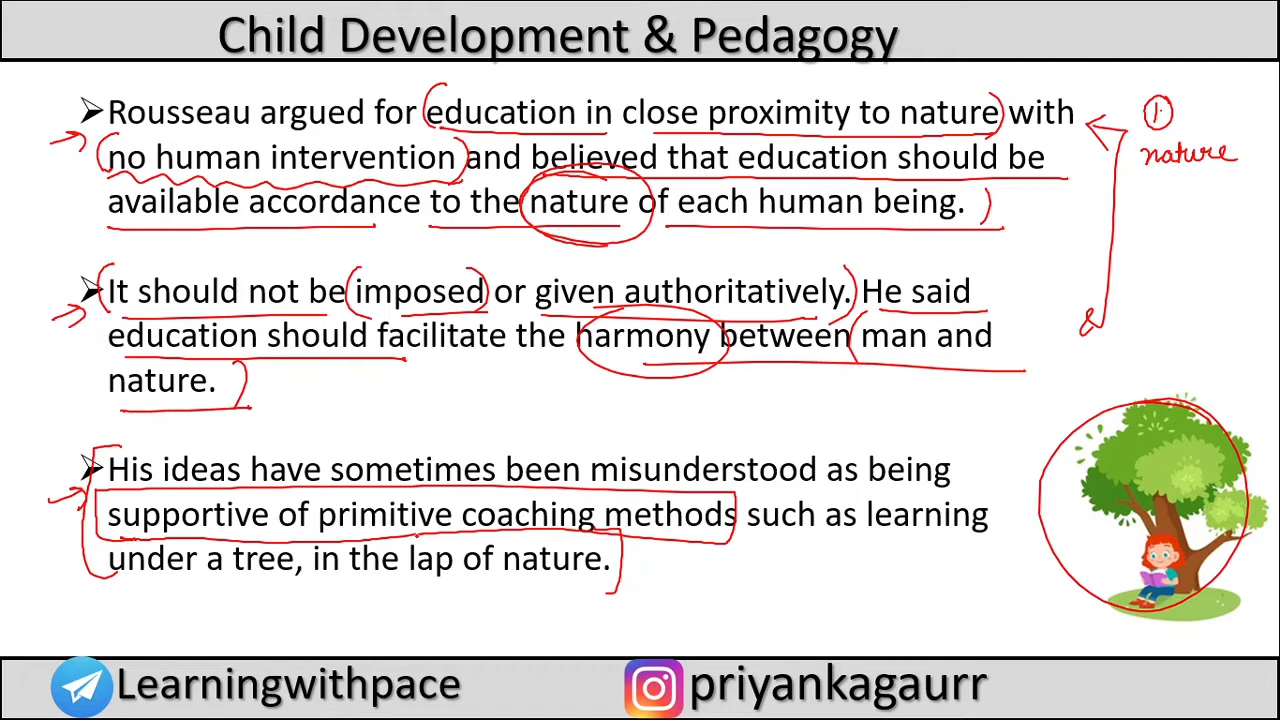 Child Development & Pedagogy
➢Rousseau argued for education in close proximity to nature with
no human intervention and believed that education should be
available accordance to the nature of each human being.
①
nature
➢It should not be imposed or given authoritatively. He said
education should facilitate the harmony between man and
nature.
➢His ideas have sometimes been misunderstood as being
supportive of primitive coaching methods such as learning
under a tree, in the lap of nature.
Learningwithpace
priyankagaurr